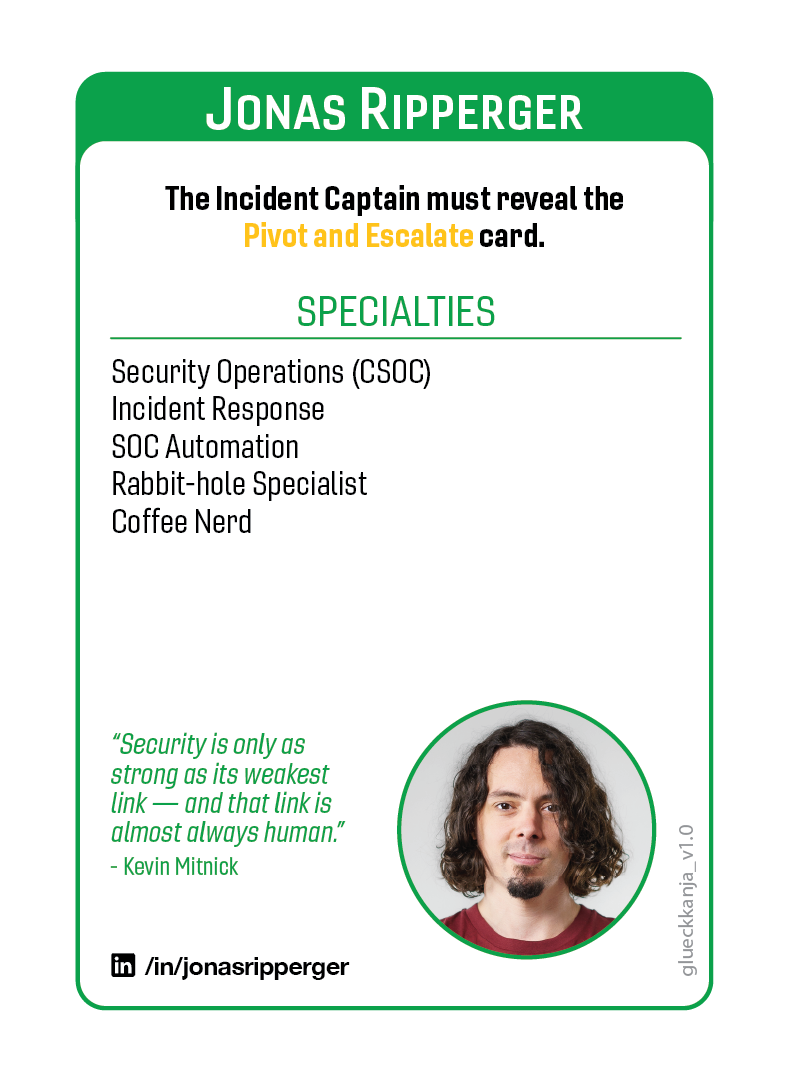 JONAS RIPPERGER
The Incident Captain must reveal the
Pivot and Escalate card.
SPECIALTIES
Security Operations (CSOC)
Incident Response
SOC Automation
Rabbit-hole Specialist
Coffee Nerd
“Security is only as
strong as its weakest
link — and that link is
almost always human.”
- Kevin Mitnick
in /in/jonasripperger
glueckkanja_v1.0